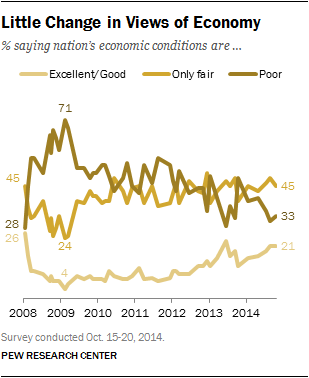 Little Change in Views of Economy
% saying nation's economic conditions are ...
Excellent/Good Only fair Poor
71
45
28
26
24
4
45
33
21
28
2008 2009 2010 2011 2012 2013 2014
Survey conducted Oct. 15-20, 2014.
PEW RESEARCH CENTER